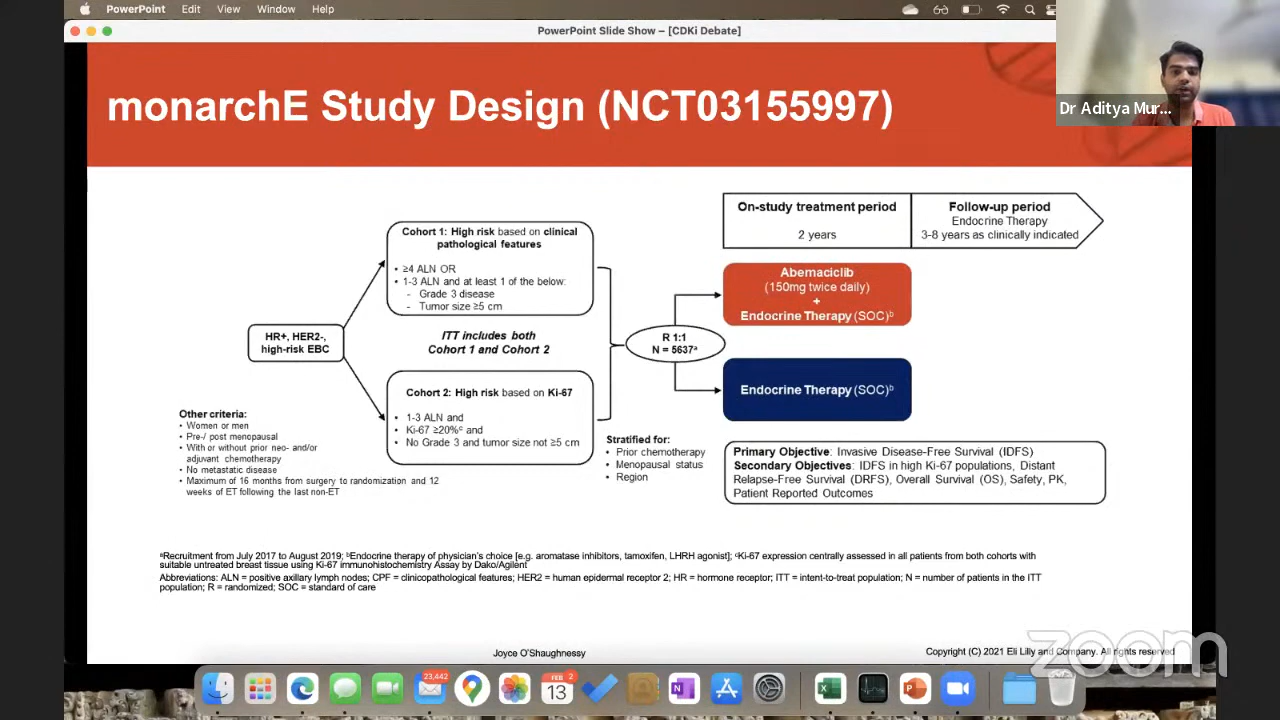 PowerPoint File Edit View Window Help
PowerPoint Slide Show – [CDKi Debate]
monarchE Study Design (NCT03155997)
Dr Aditya Mur...
On-study treatment period
2 years
Follow-up period
Endocrine Therapy
3-8 years as clinically indicated
Cohort 1: High risk based on clinical
pathological features
• ≥4 ALN OR
• 1-3 ALN and at least 1 of the below:
- Grade 3 disease
- Tumor size ≥5 cm
HR+, HER2-,
high-risk EBC
ITT includes both
Cohort 1 and Cohort 2
R 1:1
N = 5637ᵃ
Abemaciclib
(150mg twice daily)
+
Endocrine Therapy (SOC)ᵇ
Endocrine Therapy (SOC)ᵇ
Cohort 2: High risk based on Ki-67
• 1-3 ALN and
• Ki-67 ≥20%ᶜ and
• No Grade 3 and tumor size not ≥5 cm
Other criteria:
• Women or men
• Pre-/ post menopausal
• With or without prior neo- and/or
adjuvant chemotherapy
• No metastatic disease
• Maximum of 16 months from surgery to randomization and 12
weeks of ET following the last non-ET
Stratified for:
• Prior chemotherapy
• Menopausal status
• Region
Primary Objective: Invasive Disease-Free Survival (IDFS)
Secondary Objectives: IDFS in high Ki-67 populations, Distant
Relapse-Free Survival (DRFS), Overall Survival (OS), Safety, PK,
Patient Reported Outcomes
ᵃRecruitment from July 2017 to August 2019; ᵇEndocrine therapy of physician's choice [e.g. aromatase inhibitors, tamoxifen, LHRH agonist]; ᶜKi-67 expression centrally assessed in all patients from both cohorts with
suitable untreated breast tissue using Ki-67 immunohistochemistry Assay by Dako/Agilent
Abbreviations: ALN = positive axillary lymph nodes; CPF = clinicopathological features; HER2 = human epidermal receptor 2; HR = hormone receptor; ITT = intent-to-treat population; N = number of patients in the ITT
population; R = randomized; SOC = standard of care
Joyce O'Shaughnessy
Copyright (C) 2021 Eli Lilly and Company. All rights reserved
zoom
23,442
FEB 2
13